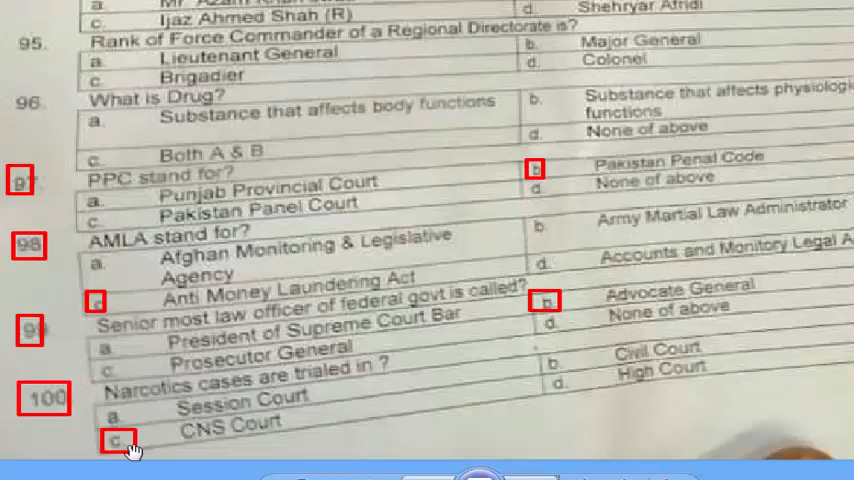 a. d. Shehryar Afridi
c. Ijaz Ahmed Shah (R)
95. Rank of Force Commander of a Regional Directorate is?
a. Lieutenant General b. Major General
c. Brigadier d. Colonel
96. What is Drug?
a. Substance that affects body functions b. Substance that affects
functions
c. Both A & B d. None of above
97. PPC stand for?
a. Punjab Provincial Court b. Pakistan Penal Code
c. Pakistan Panel Court d. None of above
98. AMLA stand for?
a. Afghan Monitoring & Legislative b. Army Martial Law Administrator
Agency d. Accounts and Monitory Legal
c. Anti Money Laundering Act
99. Senior most law officer of federal govt is called?
a. President of Supreme Court Bar b. Advocate General
c. Prosecutor General d. None of above
100. Narcotics cases are trialed in ?
a. Session Court b. Civil Court
c. CNS Court d. High Court